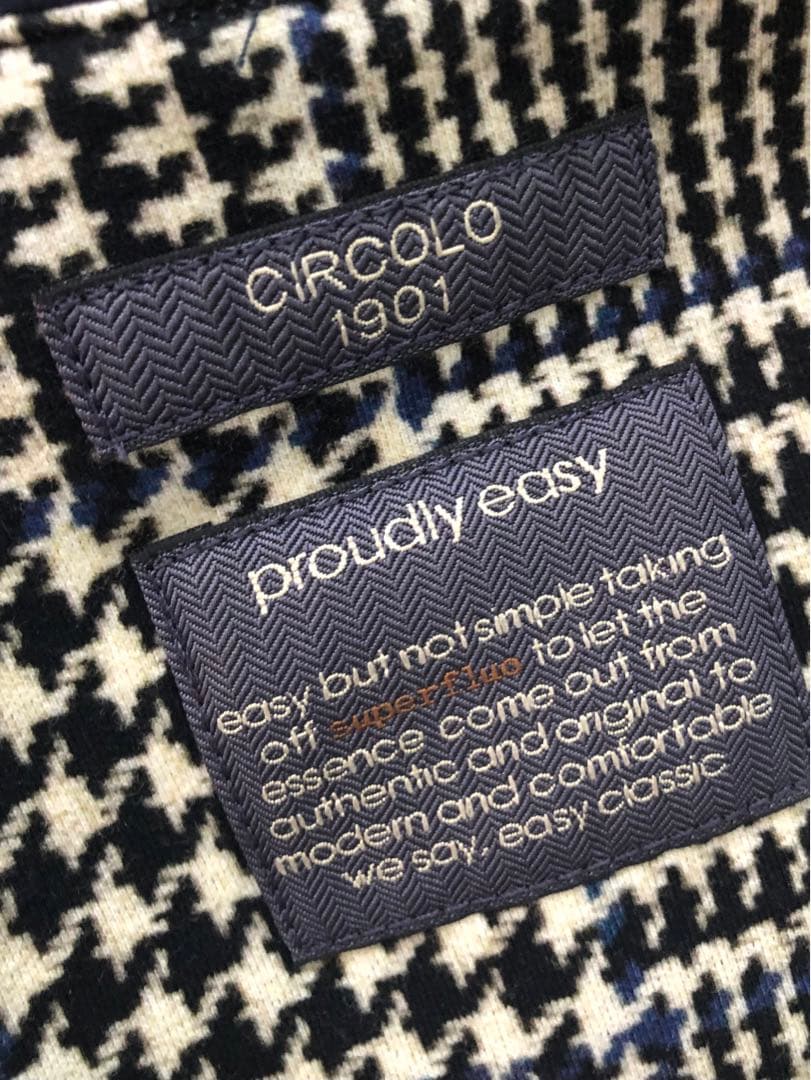 CIRCOLO
1901
proudly easy
easy but not simple taking
off superfluo to let the
essence come out from
authentic and original to
modern and comfortable
we say, easy classic